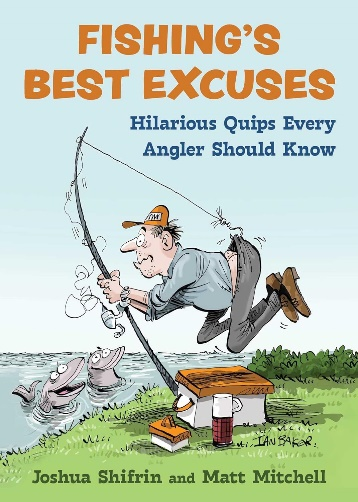 FISHING'S
BEST EXCUSES
Hilarious Quips Every
Angler Should Know
IAN BAKER.
Joshua Shifrin and Matt Mitchell